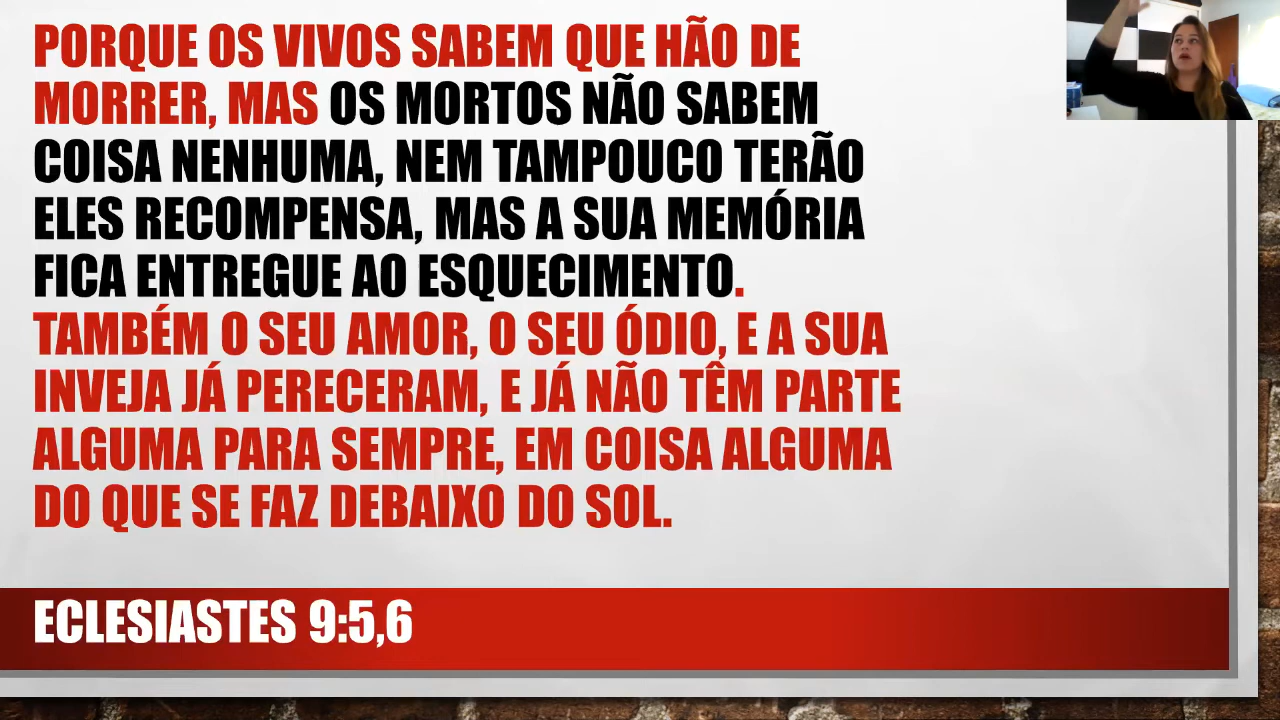 PORQUE OS VIVOS SABEM QUE HÃO DE
MORRER, MAS OS MORTOS NÃO SABEM
COISA NENHUMA, NEM TAMPOUCO TERÃO
ELES RECOMPENSA, MAS A SUA MEMÓRIA
FICA ENTREGUE AO ESQUECIMENTO.
TAMBÉM O SEU AMOR, O SEU ÓDIO, E A SUA
INVEJA JÁ PERECERAM, E JÁ NÃO TÊM PARTE
ALGUMA PARA SEMPRE, EM COISA ALGUMA
DO QUE SE FAZ DEBAIXO DO SOL.
ECLESIASTES 9:5,6